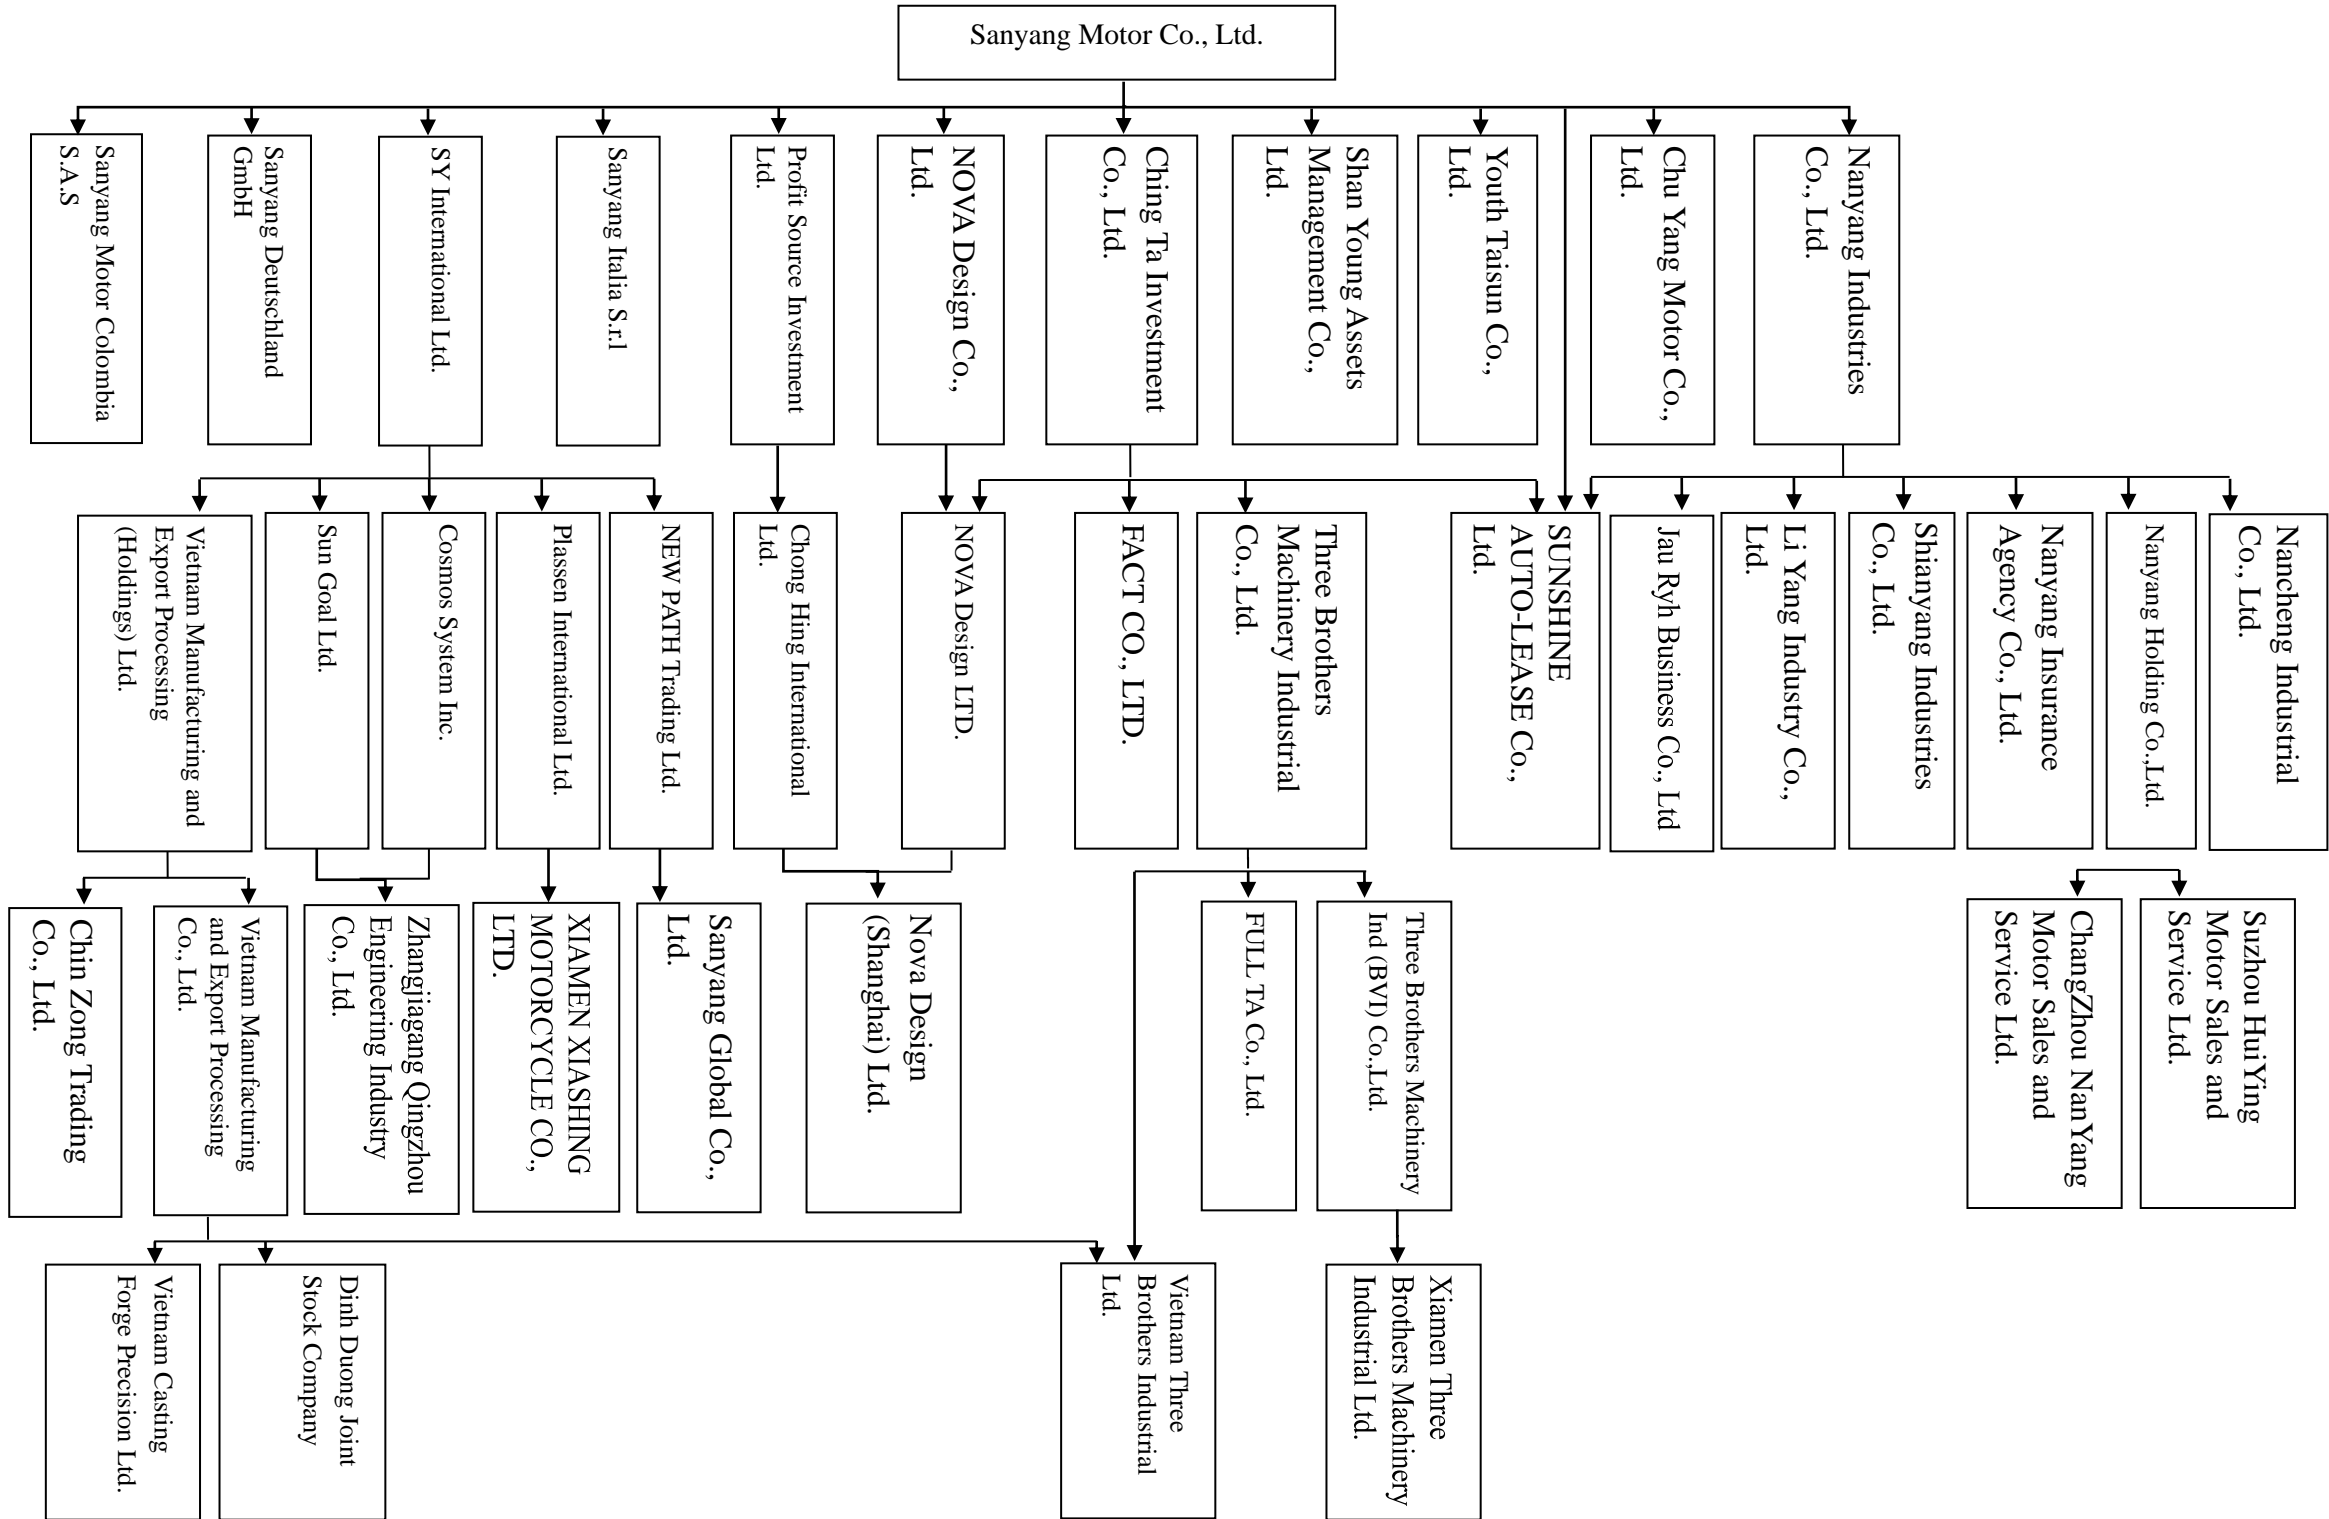 Sanyang Motor Co., Ltd.
Sanyang Motor Colombia
S.A.S
Sanyang Deutschland
GmbH
SY International Ltd.
Sanyang Italia S.r.l
Profit Source Investment
Ltd.
NOVA Design Co.,
Ltd.
Ching Ta Investment
Co., Ltd.
Shan Young Assets
Management Co.,
Ltd.
Youth Taisun Co.,
Ltd.
Chu Yang Motor Co.,
Ltd.
Nanyang Industries
Co., Ltd.
Vietnam Manufacturing and
Export Processing
(Holdings) Ltd.
Sun Goal Ltd.
Cosmos System Inc.
Plassen International Ltd.
NEW PATH Trading Ltd.
Chong Hing International
Ltd.
NOVA Design LTD.
FACT CO., LTD.
Three Brothers
Machinery Industrial
Co., Ltd.
SUNSHINE
AUTO-LEASE Co.,
Ltd.
Jau Ryh Business Co., Ltd
Li Yang Industry Co.,
Ltd.
Shianyang Industries
Co., Ltd.
Nanyang Insurance
Agency Co., Ltd.
Nanyang Holding Co.,Ltd.
Nancheng Industrial
Co., Ltd.
Chin Zong Trading
Co., Ltd.
Vietnam Manufacturing
and Export Processing
Co., Ltd.
Zhangjiagang Qingzhou
Engineering Industry
Co., Ltd.
XIAMEN XIASHING
MOTORCYCLE CO.,
LTD.
Sanyang Global Co.,
Ltd.
Nova Design
(Shanghai) Ltd.
FULL TA Co., Ltd.
Three Brothers Machinery
Ind (BVI) Co.,Ltd.
ChangZhou NanYang
Motor Sales and
Service Ltd.
Suzhou HuiYing
Motor Sales and
Service Ltd.
Vietnam Casting
Forge Precision Ltd.
Dinh Duong Joint
Stock Company
Vietnam Three
Brothers Industrial
Ltd.
Xiamen Three
Brothers Machinery
Industrial Ltd.